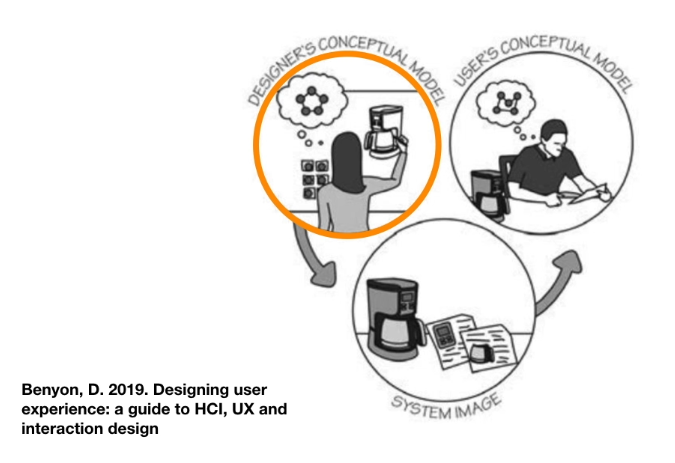 DESIGNER'S CONCEPTUAL MODEL
USER'S CONCEPTUAL MODEL
SYSTEM IMAGE
Benyon, D. 2019. Designing user
experience: a guide to HCI, UX and
interaction design